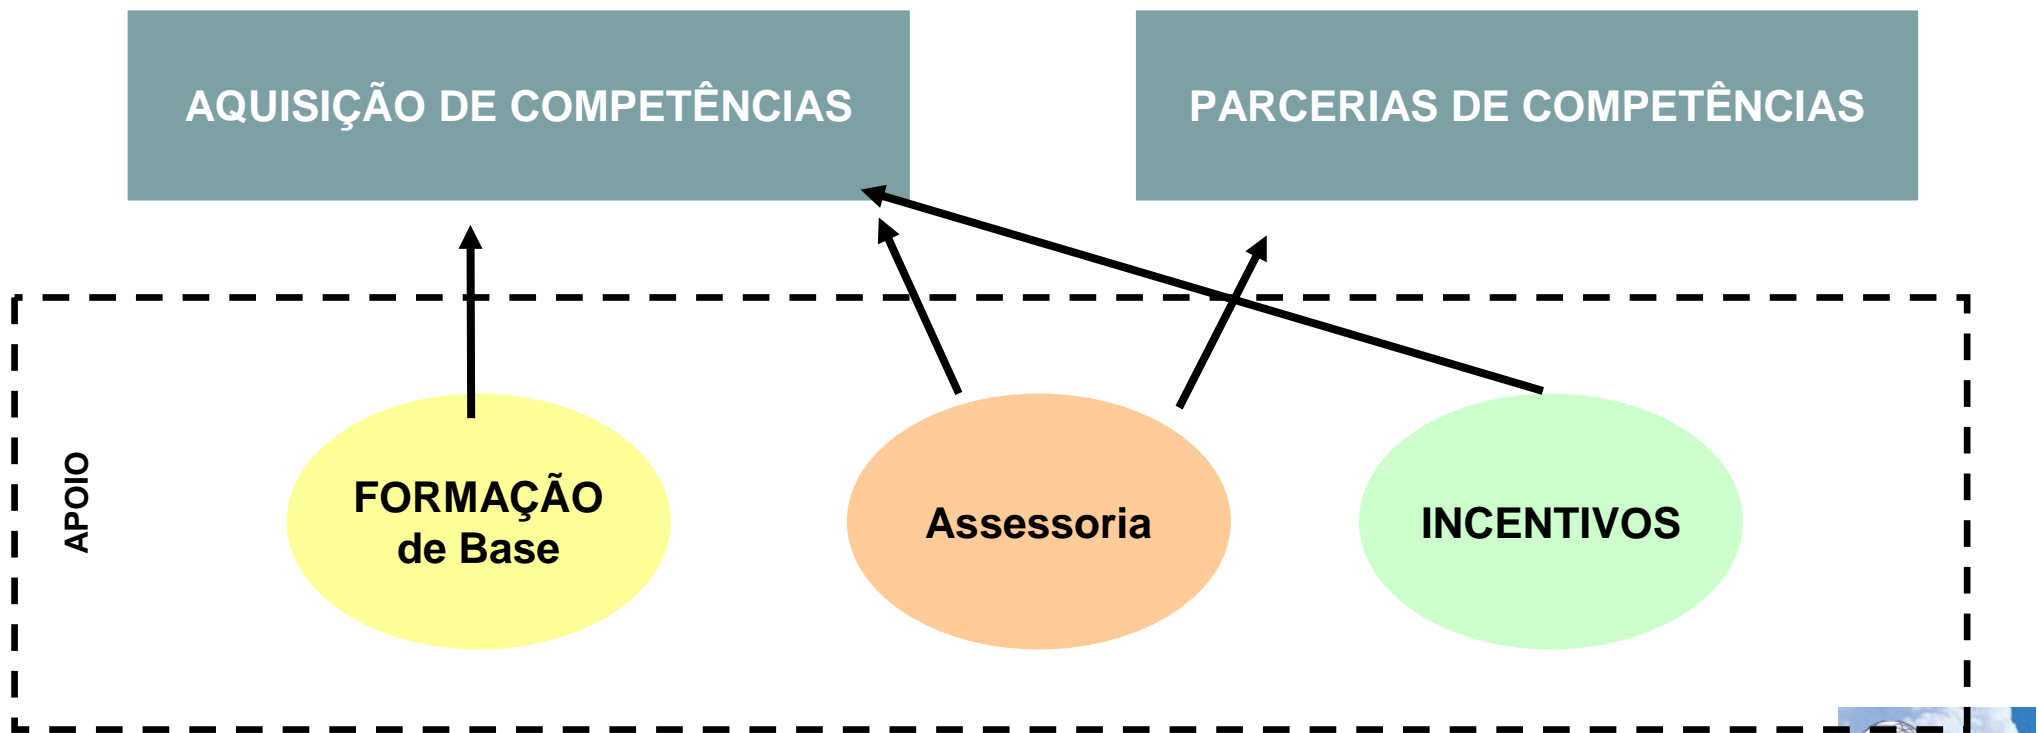 AQUISIÇÃO DE COMPETÊNCIAS
PARCERIAS DE COMPETÊNCIAS
APOIO
FORMAÇÃO
de Base
Assessoria
INCENTIVOS